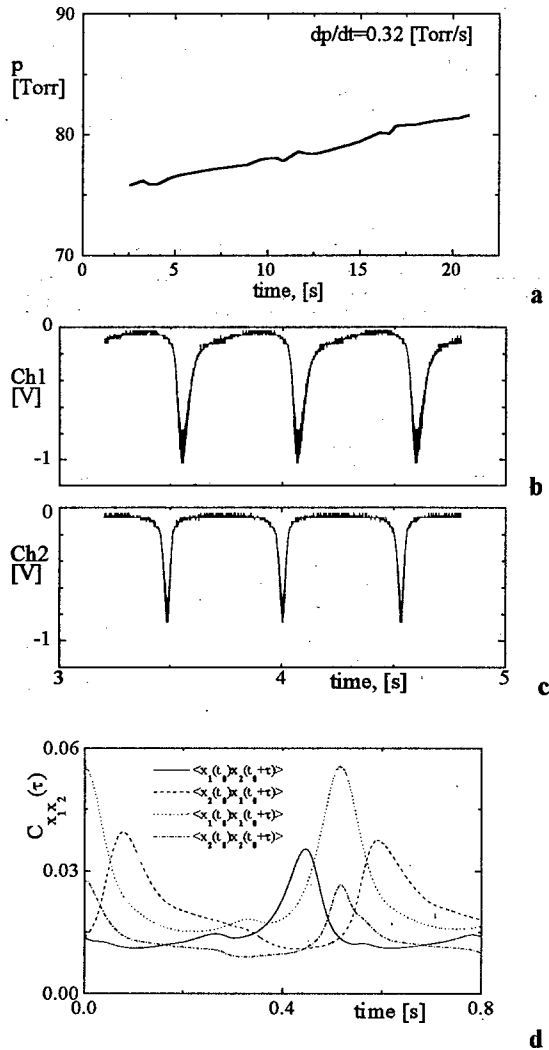 90
dp/dt=0.32 [Torr/s]
p
[Torr]
80
70
0 5 10 15 20
time, [s]
a
0
Ch1
[V]
-1
b
0
Ch2
[V]
-1
3 4 5
time, [s]
c
0.06
<x₁(t₀)x₂(t₀+τ)>
<x₂(t₀)x₁(t₀+τ)>
<x₁(t₀)x₁(t₀+τ)>
<x₂(t₀)x₂(t₀+τ)>
C x₁x₂ (τ)
0.03
0.00
0.0 0.4 0.8
time [s]
d